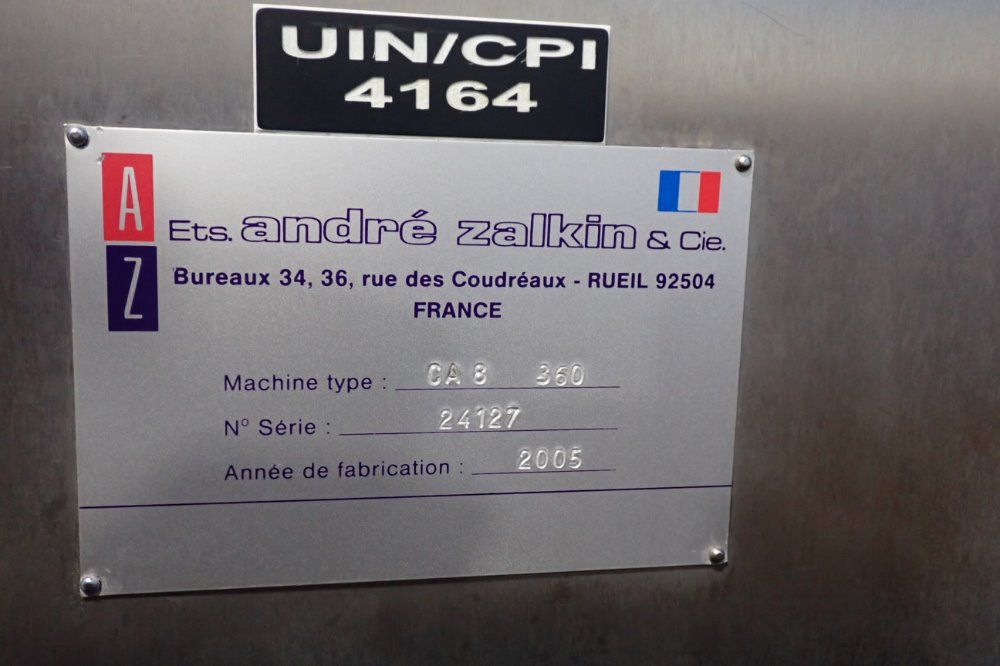 UIN/CPI
4164
A
Z
Ets. andré zalkin & Cie.
Bureaux 34, 36, rue des Coudréaux - RUEIL 92504
FRANCE
Machine type : CA 8 360
N° Série : 24127
Année de fabrication : 2005